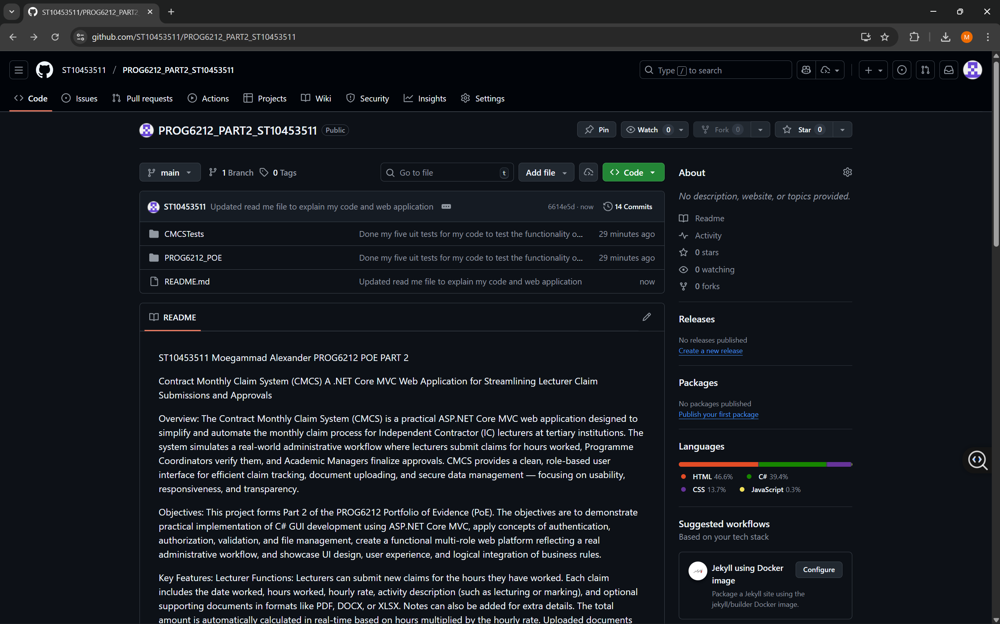 ST10453511/PROG6212_PART2_
github.com/ST10453511/PROG6212_PART2_ST10453511
M
ST10453511 / PROG6212_PART2_ST10453511
Type / to search
Code Issues Pull requests Actions Projects Wiki Security Insights Settings
PROG6212_PART2_ST10453511 Public
Pin Watch 0 Fork 0 Star 0
main 1 Branch 0 Tags Go to file t Add file Code
ST10453511 Updated read me file to explain my code and web application 6614e5d · now 14 Commits
CMCSTests Done my five uit tests for my code to test the functionality o... 29 minutes ago
PROG6212_POE Done my five uit tests for my code to test the functionality o... 29 minutes ago
README.md Updated read me file to explain my code and web application now
README
ST10453511 Moegammad Alexander PROG6212 POE PART 2
Contract Monthly Claim System (CMCS) A .NET Core MVC Web Application for Streamlining Lecturer Claim
Submissions and Approvals
Overview: The Contract Monthly Claim System (CMCS) is a practical ASP.NET Core MVC web application designed to
simplify and automate the monthly claim process for Independent Contractor (IC) lecturers at tertiary institutions. The
system simulates a real-world administrative workflow where lecturers submit claims for hours worked, Programme
Coordinators verify them, and Academic Managers finalize approvals. CMCS provides a clean, role-based user
interface for efficient claim tracking, document uploading, and secure data management — focusing on usability,
responsiveness, and transparency.
Objectives: This project forms Part 2 of the PROG6212 Portfolio of Evidence (PoE). The objectives are to demonstrate
practical implementation of C# GUI development using ASP.NET Core MVC, apply concepts of authentication,
authorization, validation, and file management, create a functional multi-role web platform reflecting a real
administrative workflow, and showcase UI design, user experience, and logical integration of business rules.
Key Features: Lecturer Functions: Lecturers can submit new claims for the hours they have worked. Each claim
includes the date worked, hours worked, hourly rate, activity description (such as lecturing or marking), and optional
supporting documents in formats like PDF, DOCX, or XLSX. Notes can also be added for extra details. The total
amount is automatically calculated in real-time based on hours multiplied by the hourly rate. Uploaded documents
About
No description, website, or topics provided.
Readme
Activity
0 stars
0 watching
0 forks
Releases
No releases published
Create a new release
Packages
No packages published
Publish your first package
Languages
HTML 46.6% C# 39.4%
CSS 13.7% JavaScript 0.3%
Suggested workflows
Based on your tech stack
Jekyll using Docker
image
Configure
Package a Jekyll site using the
jekyll/builder Docker image.